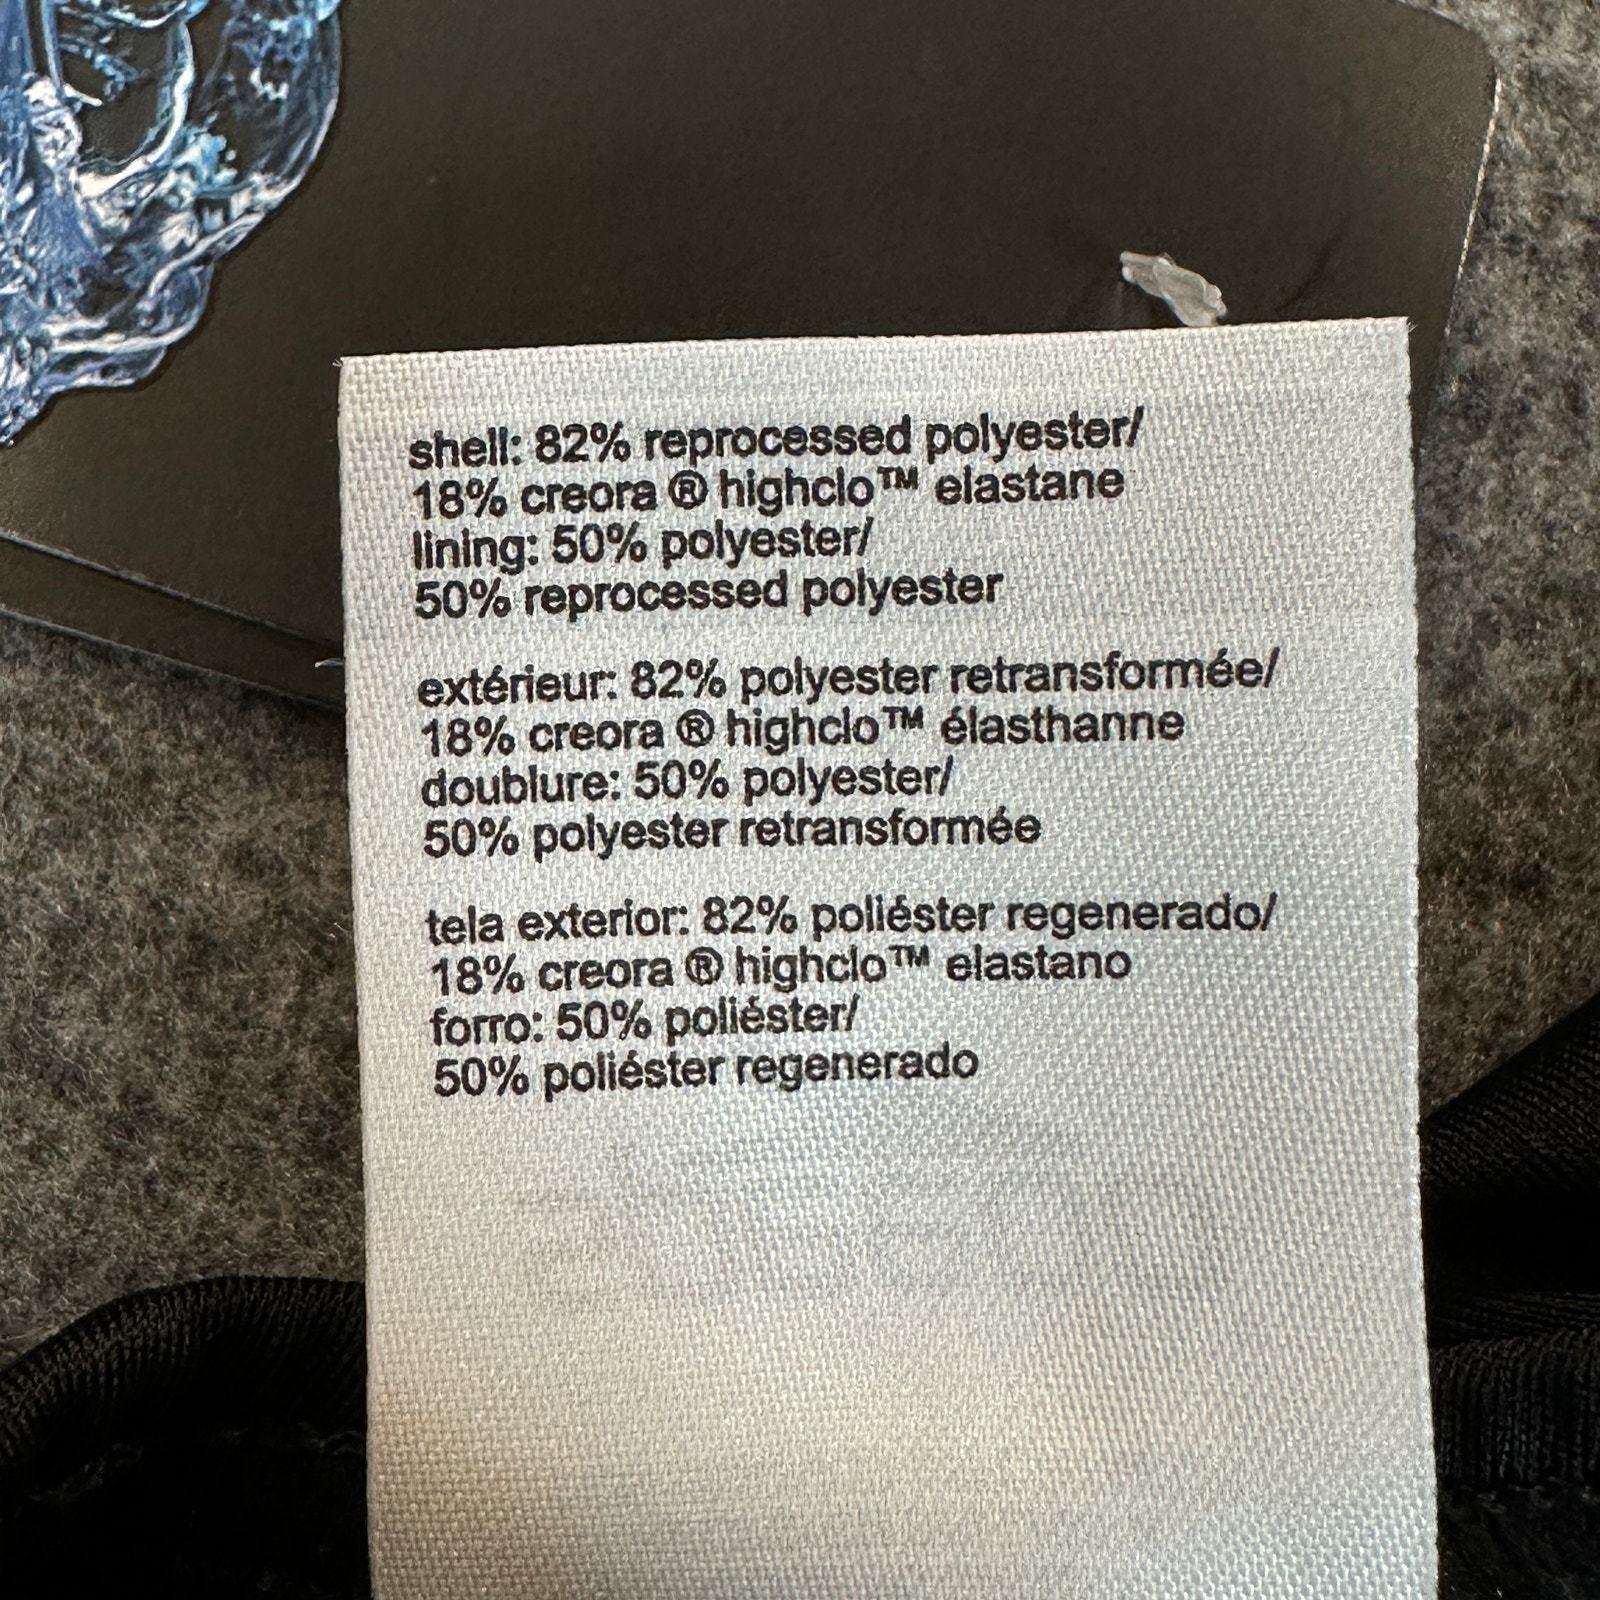 shell: 82% reprocessed polyester/
18% creora ® highclo™ elastane
lining: 50% polyester/
50% reprocessed polyester
extérieur: 82% polyester retransformée/
18% creora ® highclo™ élasthanne
doublure: 50% polyester/
50% polyester retransformée
tela exterior: 82% poliéster regenerado/
18% creora ® highclo™ elastano
forro: 50% poliéster/
50% poliéster regenerado